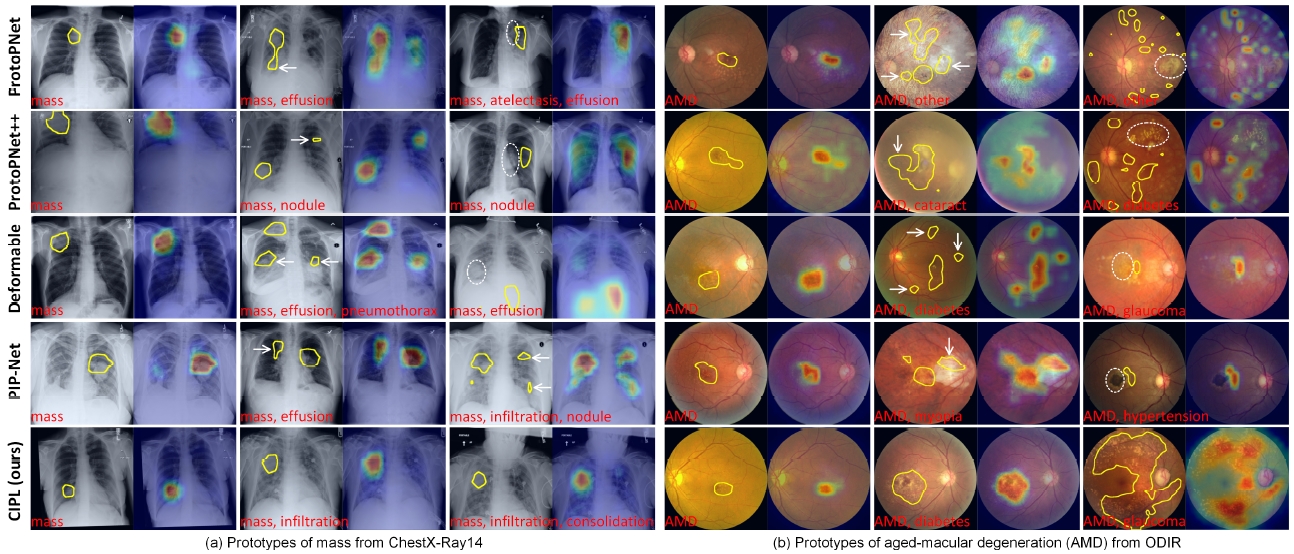 ProtoPNet
mass
mass, effusion
mass, atelectasis, effusion
AMD
AMD, other
AMD, other
ProtoPNet++
mass
mass, nodule
mass, nodule
AMD
AMD, cataract
AMD, diabetes
Deformable
mass
mass, effusion, pneumothorax
mass, effusion
AMD
AMD, diabetes
AMD, glaucoma
PIP-Net
mass
mass, effusion
mass, infiltration, nodule
AMD
AMD, myopia
AMD, hypertension
CIPL (ours)
mass
mass, infiltration
mass, infiltration, consolidation
AMD
AMD, diabetes
AMD, glaucoma
(a) Prototypes of mass from ChestX-Ray14
(b) Prototypes of aged-macular degeneration (AMD) from ODIR